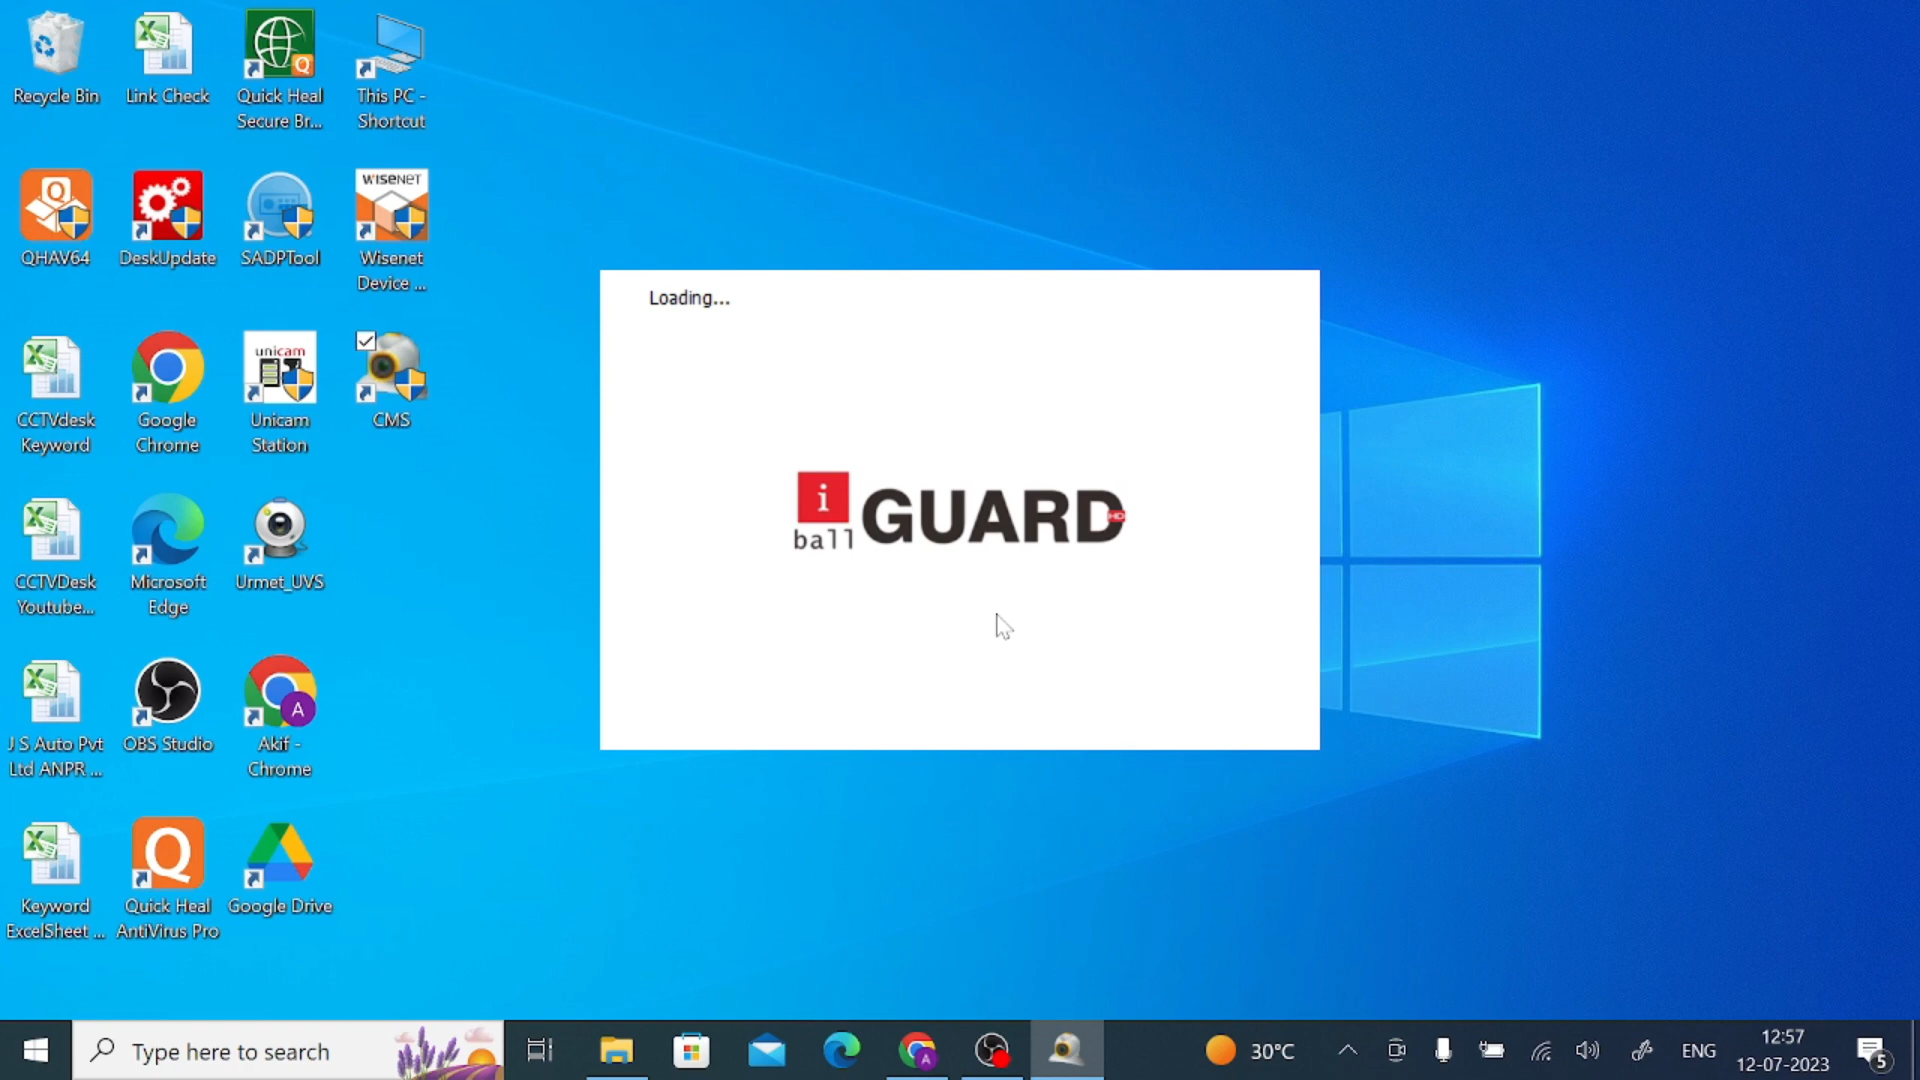 Recycle Bin
Link Check
Quick Heal
Secure Br...
This PC -
Shortcut
QHAV64
DeskUpdate
SADPTool
WISENET
Wisenet
Device ...
CCTVdesk
Keyword
Google
Chrome
unicam
Unicam
Station
CMS
CCTVDesk
Youtube...
Microsoft
Edge
Urmet_UVS
J S Auto Pvt
Ltd ANPR ...
OBS Studio
A
Akif -
Chrome
Keyword
ExcelSheet ...
Quick Heal
AntiVirus Pro
Google Drive
Loading...
i
ball GUARD HD
Type here to search
30°C
ENG
12:57
12-07-2023
5